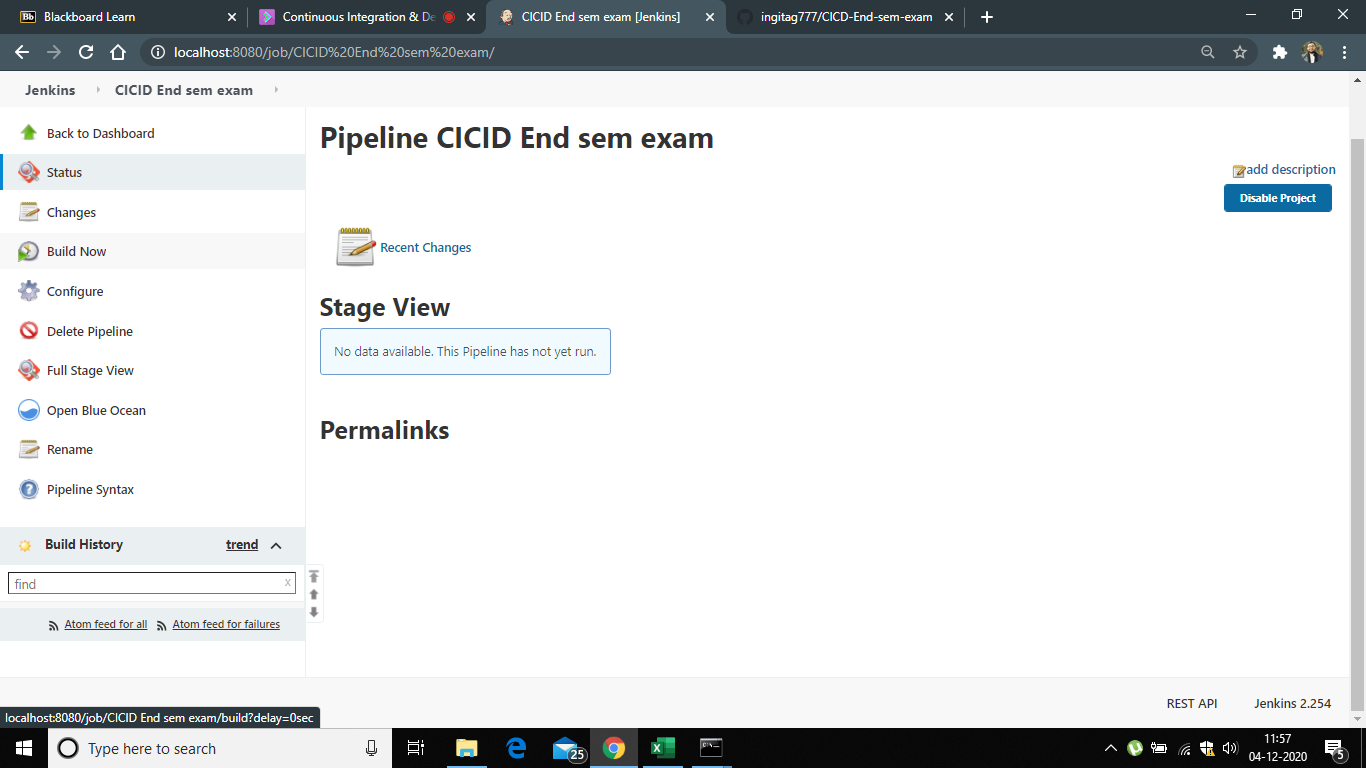 Bb Blackboard Learn
Continuous Integration & De
CICID End sem exam [Jenkins]
ingitag777/CICD-End-sem-exam
localhost:8080/job/CICID%20End%20sem%20exam/
Jenkins
CICID End sem exam
Back to Dashboard
Status
Changes
Build Now
Configure
Delete Pipeline
Full Stage View
Open Blue Ocean
Rename
Pipeline Syntax
Build History
trend
find
x
Atom feed for all
Atom feed for failures
Pipeline CICID End sem exam
add description
Disable Project
Recent Changes
Stage View
No data available. This Pipeline has not yet run.
Permalinks
REST API
Jenkins 2.254
localhost:8080/job/CICID End sem exam/build?delay=0sec
Type here to search
25
11:57
04-12-2020
5